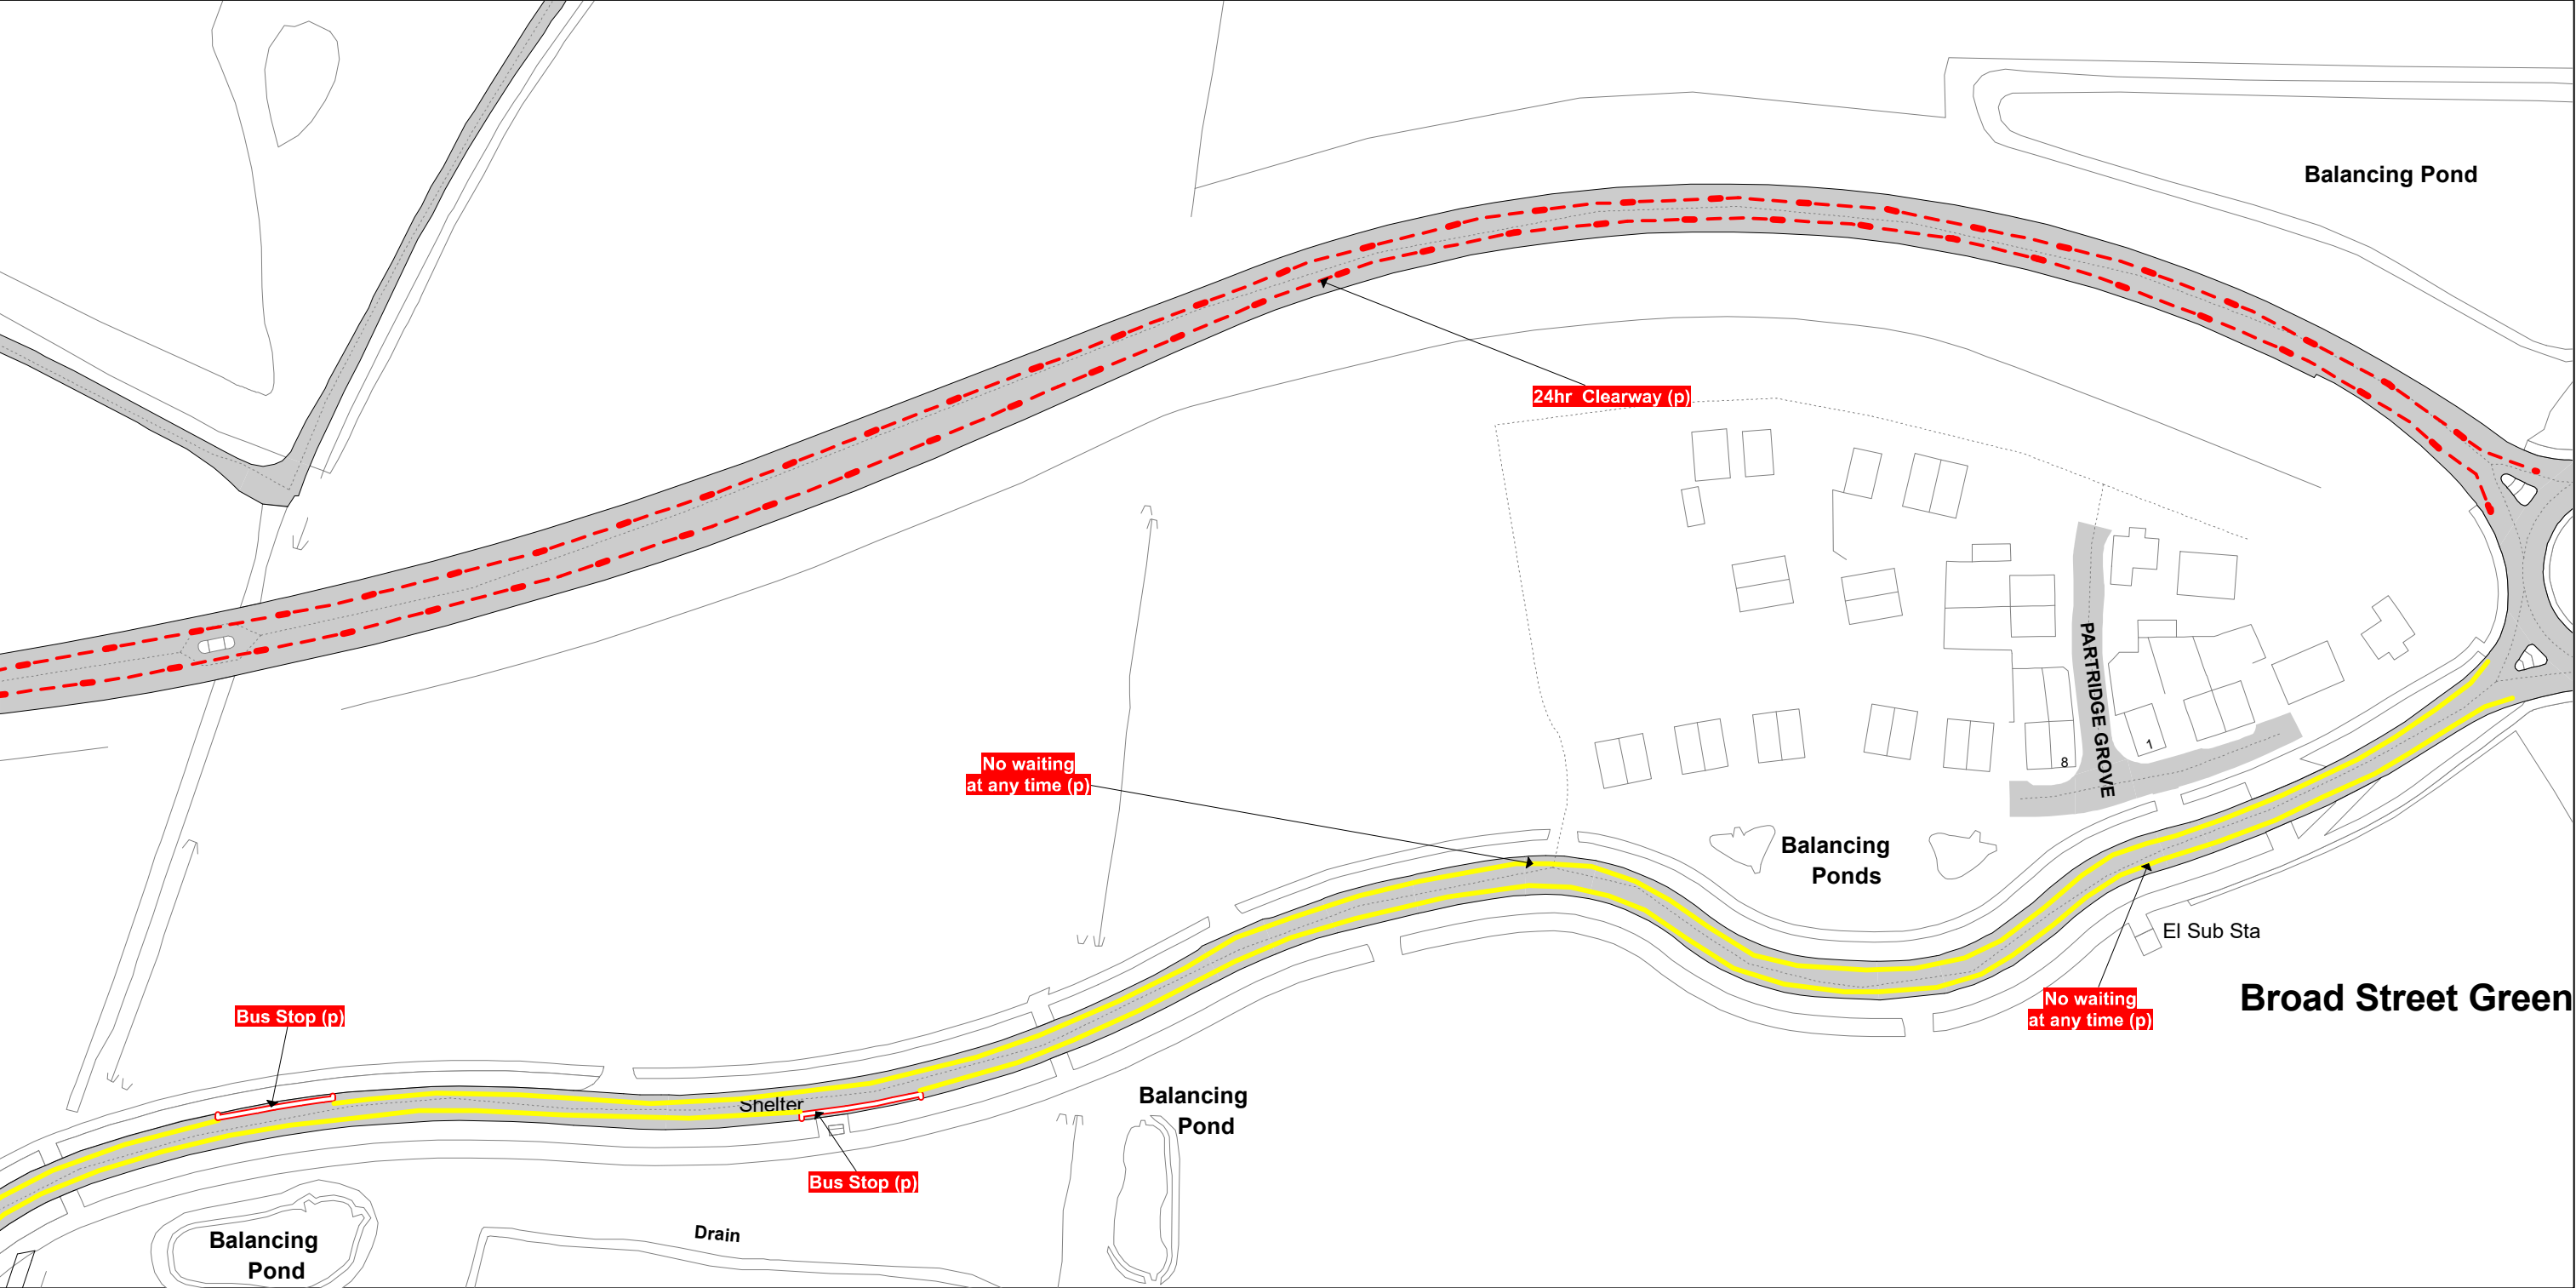 Balancing Pond
24hr  Clearway (p)
PARTRIDGE GROVE
1
8
No waiting
at any time (p)
Balancing
Ponds
El Sub Sta
Broad Street Green
No waiting
at any time (p)
Bus Stop (p)
Shelter
Balancing
Pond
Bus Stop (p)
Drain
Balancing
Pond